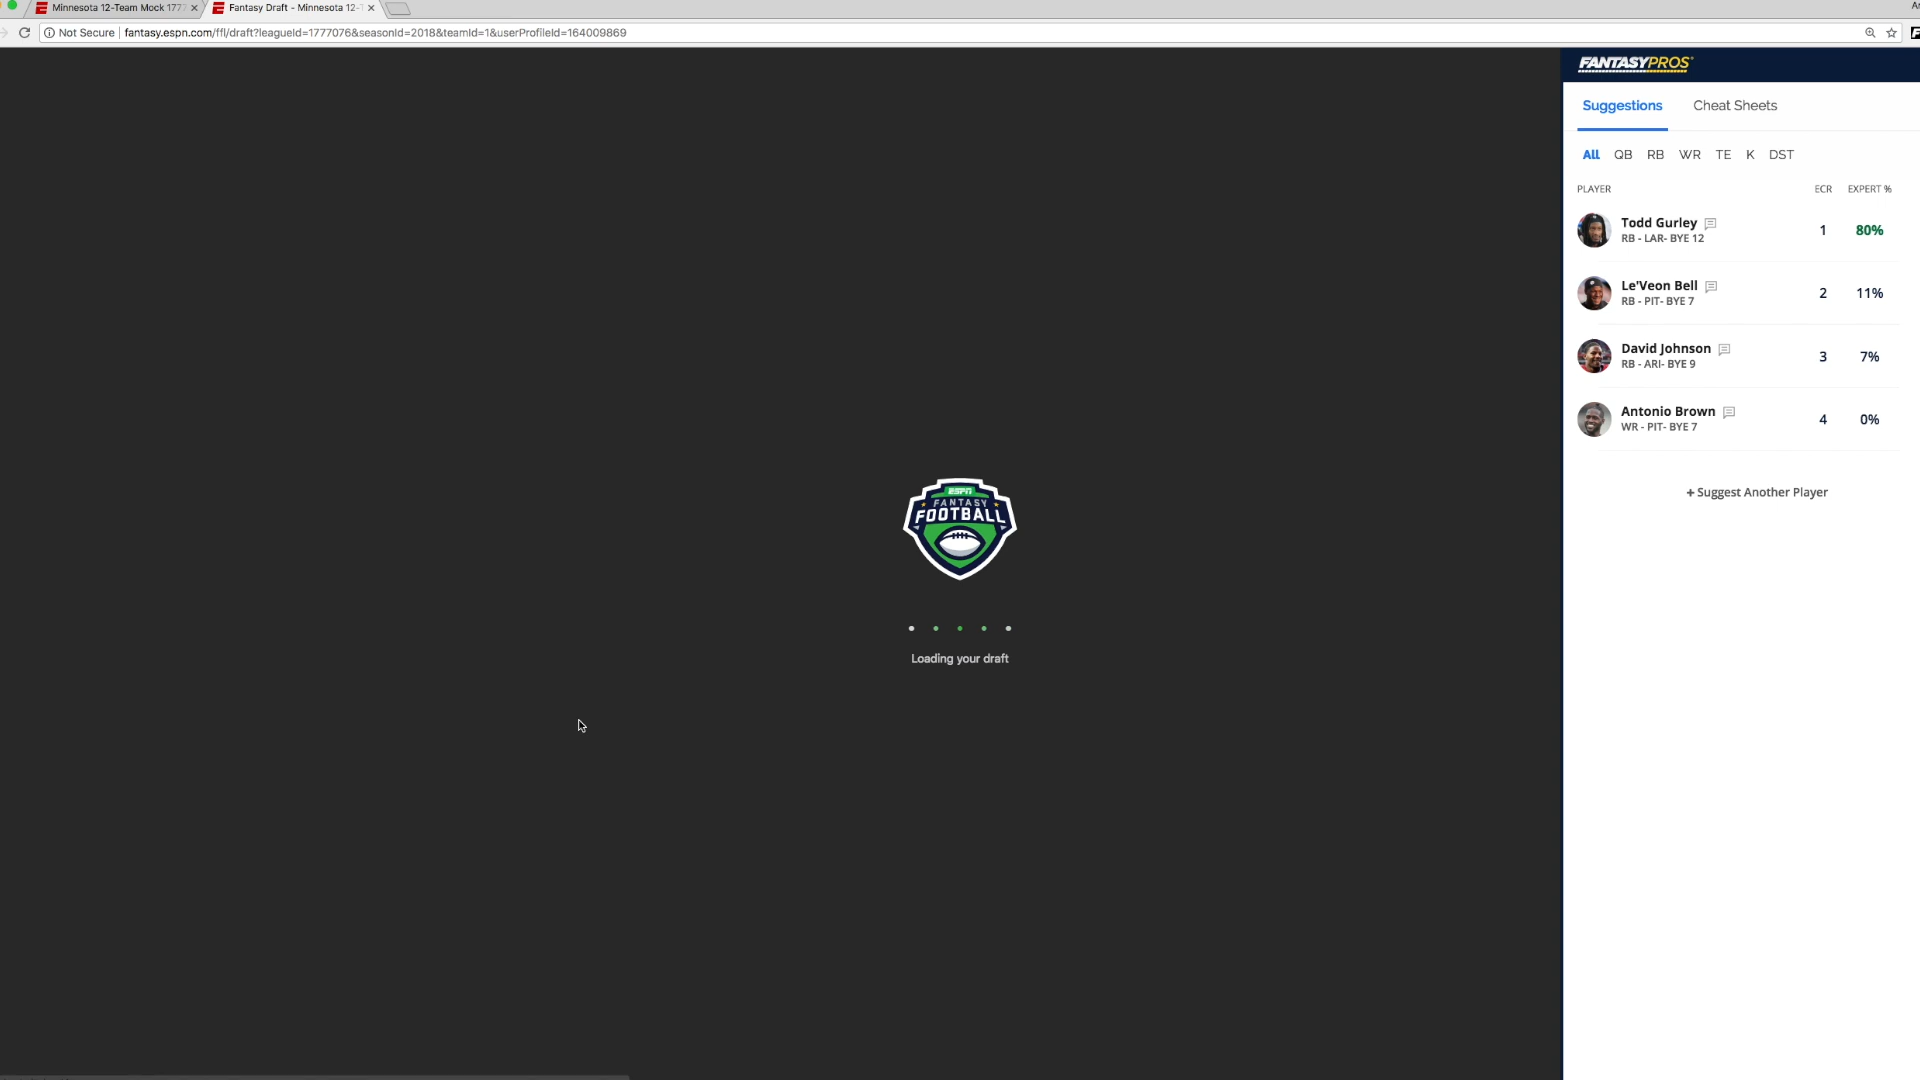 Minnesota 12-Team Mock 1777
Fantasy Draft - Minnesota 12-T
Not Secure
fantasy.espn.com/ffl/draft?leagueId=1777076&seasonId=2018&teamId=1&userProfileId=164009869
FANTASYPROS
Suggestions Cheat Sheets
All QB RB WR TE K DST
PLAYER ECR EXPERT %
Todd Gurley
RB - LAR- BYE 12
1 80%
Le'Veon Bell
RB - PIT- BYE 7
2 11%
David Johnson
RB - ARI- BYE 9
3 7%
Antonio Brown
WR - PIT- BYE 7
4 0%
+ Suggest Another Player
ESPN
FANTASY
FOOTBALL
Loading your draft